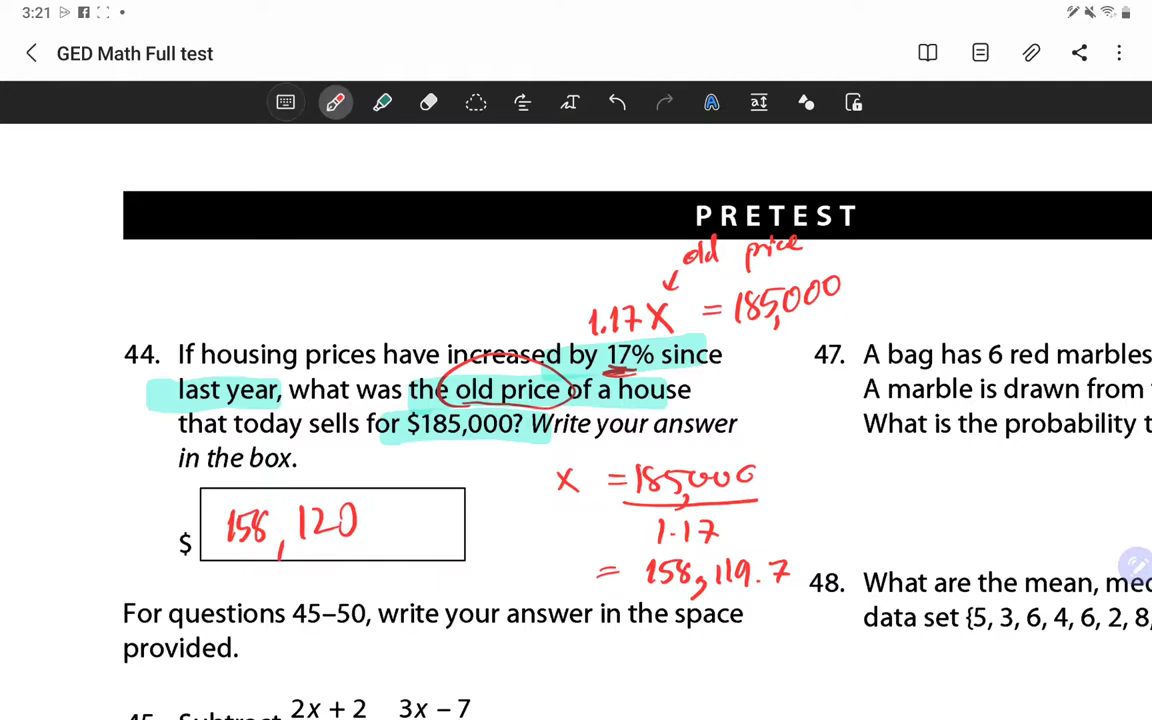 3:21
GED Math Full test
PRETEST
old price
1.17X = 185,000
44. If housing prices have increased by 17% since
last year, what was the old price of a house
that today sells for $185,000? Write your answer
in the box.
X = 185,000
1.17
= 158,119.7
$ 158,120
For questions 45–50, write your answer in the space
provided.
2x + 2 3x – 7
47. A bag has 6 red marbles
A marble is drawn from
What is the probability t
48. What are the mean, med
data set {5, 3, 6, 4, 6, 2, 8,